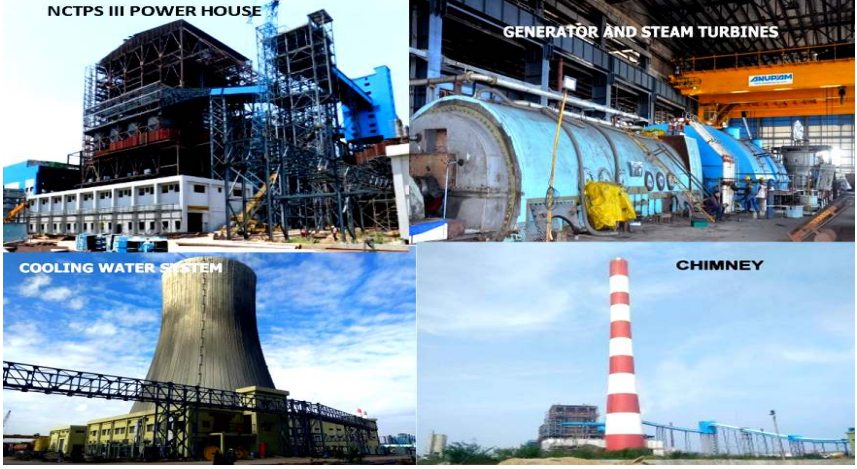 NCTPS III POWER HOUSE
GENERATOR AND STEAM TURBINES
ANUPAM
COOLING WATER SYSTEM
CHIMNEY